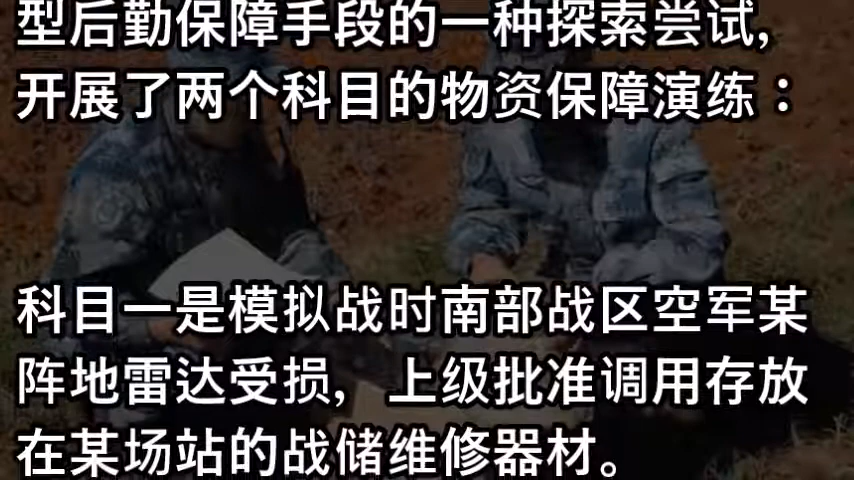 型后勤保障手段的一种探索尝试,
开展了两个科目的物资保障演练：
科目一是模拟战时南部战区空军某
阵地雷达受损，上级批准调用存放
在某场站的战储维修器材。